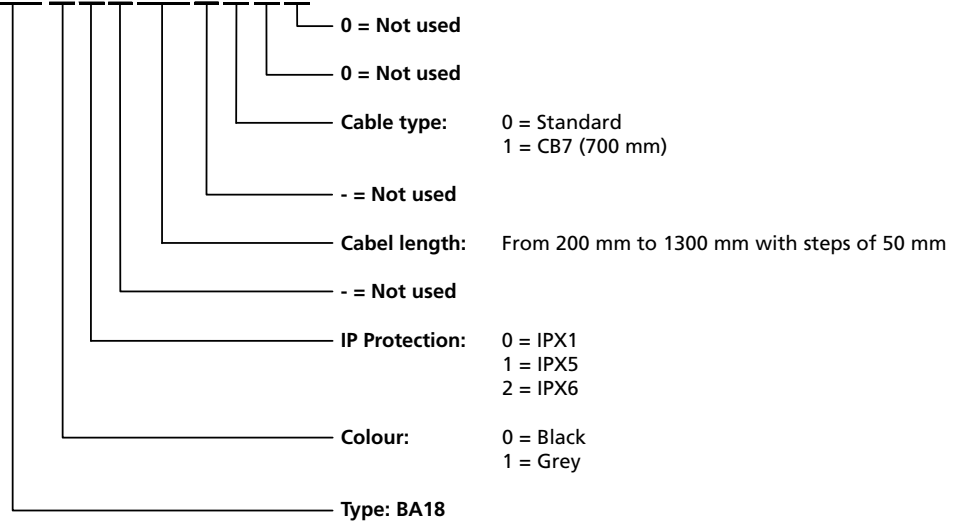 0 = Not used
0 = Not used
Cable type: 0 = Standard
1 = CB7 (700 mm)
- = Not used
Cabel length: From 200 mm to 1300 mm with steps of 50 mm
- = Not used
IP Protection: 0 = IPX1
1 = IPX5
2 = IPX6
Colour: 0 = Black
1 = Grey
Type: BA18